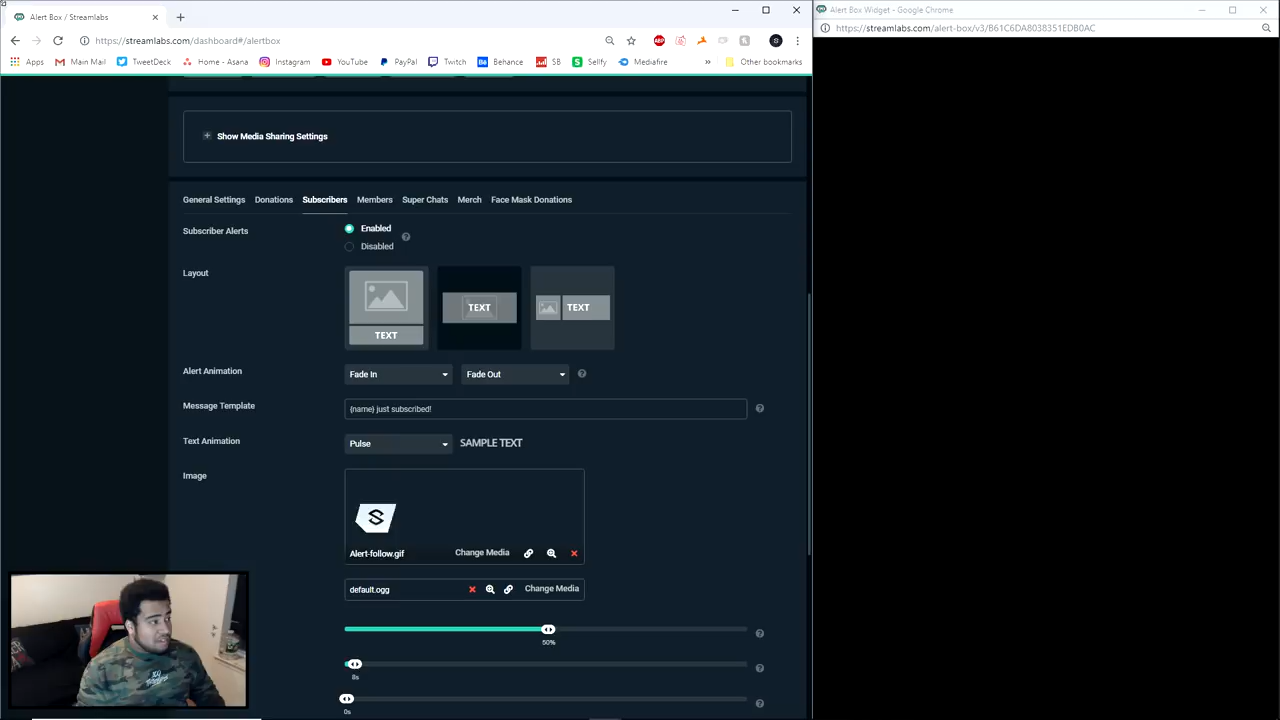 Alert Box / Streamlabs
Alert Box Widget - Google Chrome
https://streamlabs.com/dashboard#/alertbox
https://streamlabs.com/alert-box/v3/B61C6DA8038351EDB0AC
Apps Main Mail TweetDeck Home - Asana Instagram YouTube PayPal Twitch Behance SB Sellfy Mediafire » Other bookmarks
Show Media Sharing Settings
General Settings Donations Subscribers Members Super Chats Merch Face Mask Donations
Subscriber Alerts
Enabled
Disabled
Layout
TEXT
TEXT
TEXT
Alert Animation
Fade In
Fade Out
Message Template
{name} just subscribed!
Text Animation
Pulse
SAMPLE TEXT
Image
Alert-follow.gif
Change Media
default.ogg
Change Media
50%
8s
0s